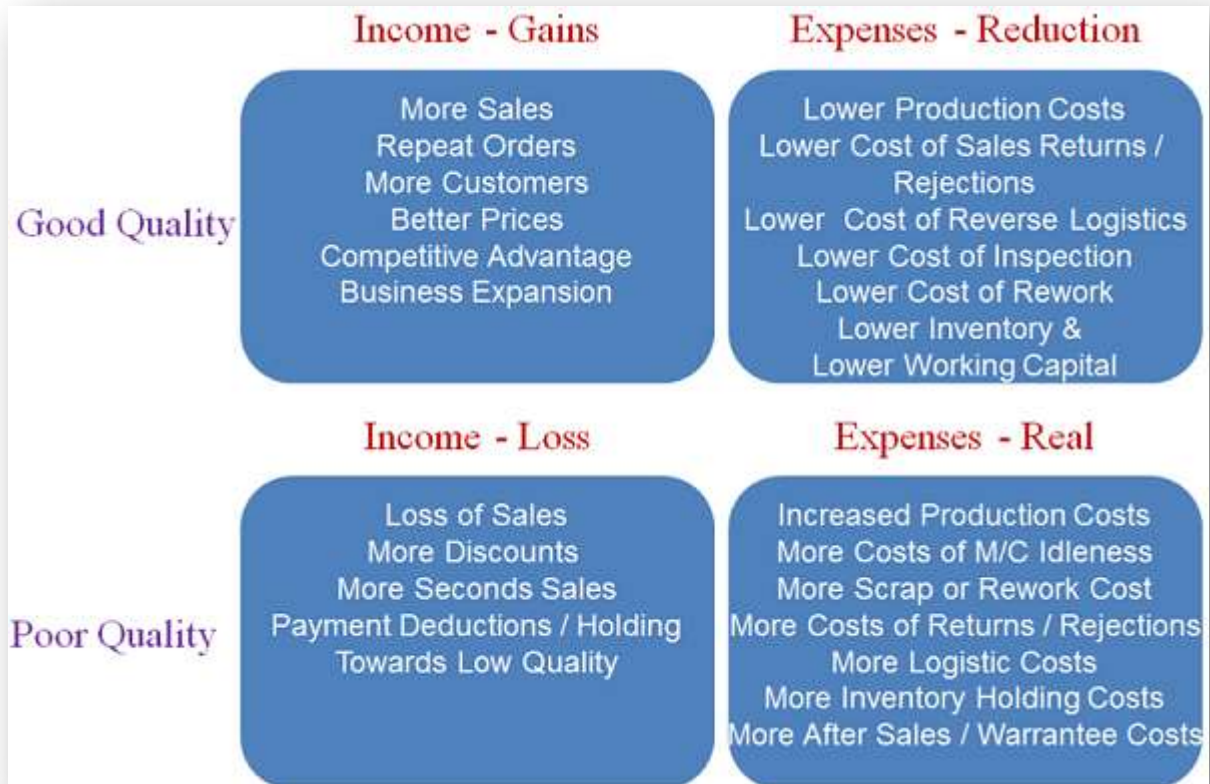 Income - Gains
Expenses - Reduction
Good Quality
More Sales
Repeat Orders
More Customers
Better Prices
Competitive Advantage
Business Expansion
Lower Production Costs
Lower Cost of Sales Returns /
Rejections
Lower Cost of Reverse Logistics
Lower Cost of Inspection
Lower Cost of Rework
Lower Inventory &
Lower Working Capital
Income - Loss
Expenses - Real
Poor Quality
Loss of Sales
More Discounts
More Seconds Sales
Payment Deductions / Holding
Towards Low Quality
Increased Production Costs
More Costs of M/C Idleness
More Scrap or Rework Cost
More Costs of Returns / Rejections
More Logistic Costs
More Inventory Holding Costs
More After Sales / Warrantee Costs